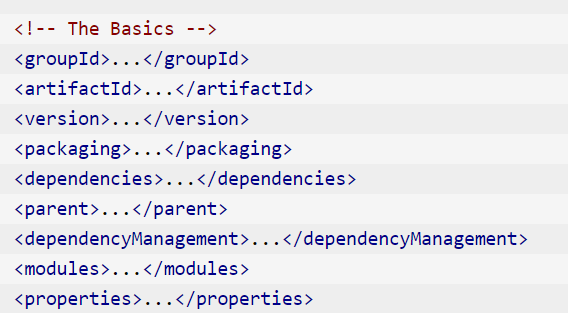 <!-- The Basics -->
<groupId>...</groupId>
<artifactId>...</artifactId>
<version>...</version>
<packaging>...</packaging>
<dependencies>...</dependencies>
<parent>...</parent>
<dependencyManagement>...</dependencyManagement>
<modules>...</modules>
<properties>...</properties>